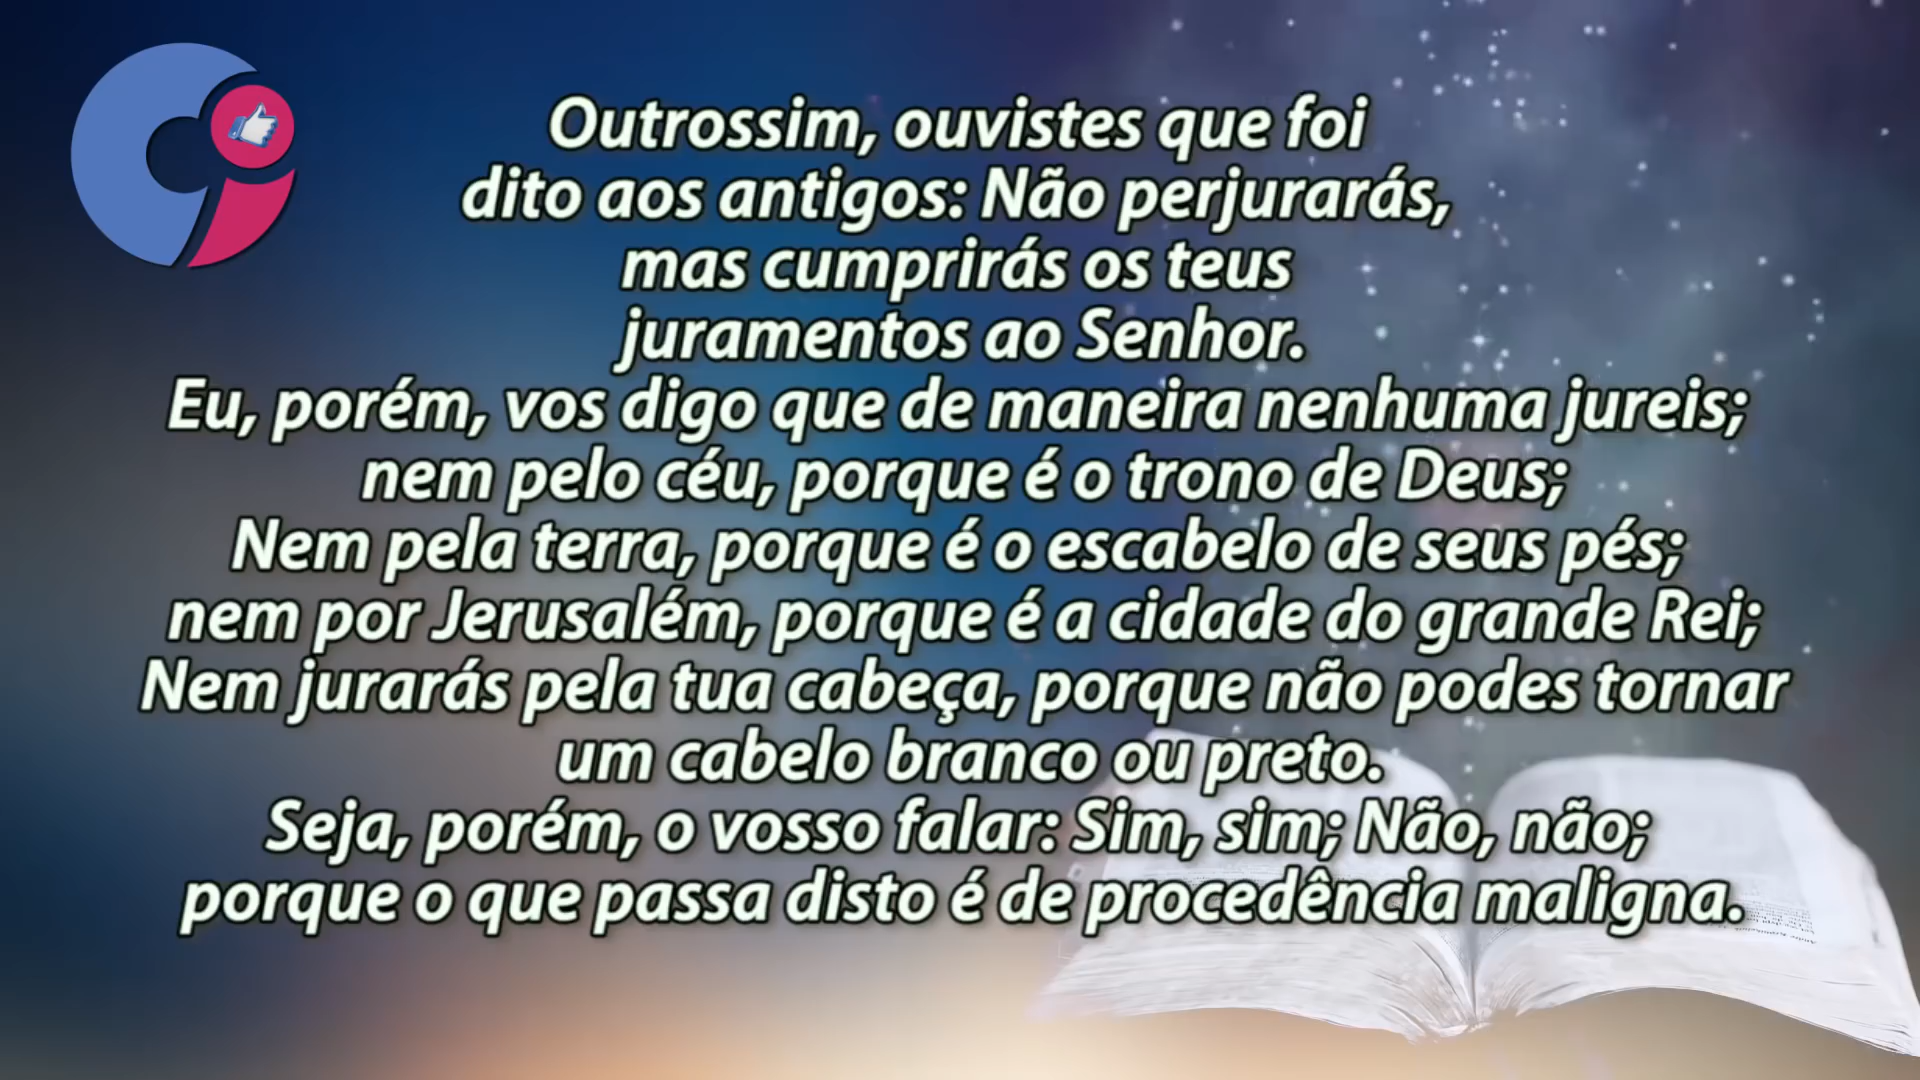 Outrossim, ouvistes que foi
dito aos antigos: Não perjurarás,
mas cumprirás os teus
juramentos ao Senhor.
Eu, porém, vos digo que de maneira nenhuma jureis;
nem pelo céu, porque é o trono de Deus;
Nem pela terra, porque é o escabelo de seus pés;
nem por Jerusalém, porque é a cidade do grande Rei;
Nem jurarás pela tua cabeça, porque não podes tornar
um cabelo branco ou preto.
Seja, porém, o vosso falar: Sim, sim; Não, não;
porque o que passa disto é de procedência maligna.